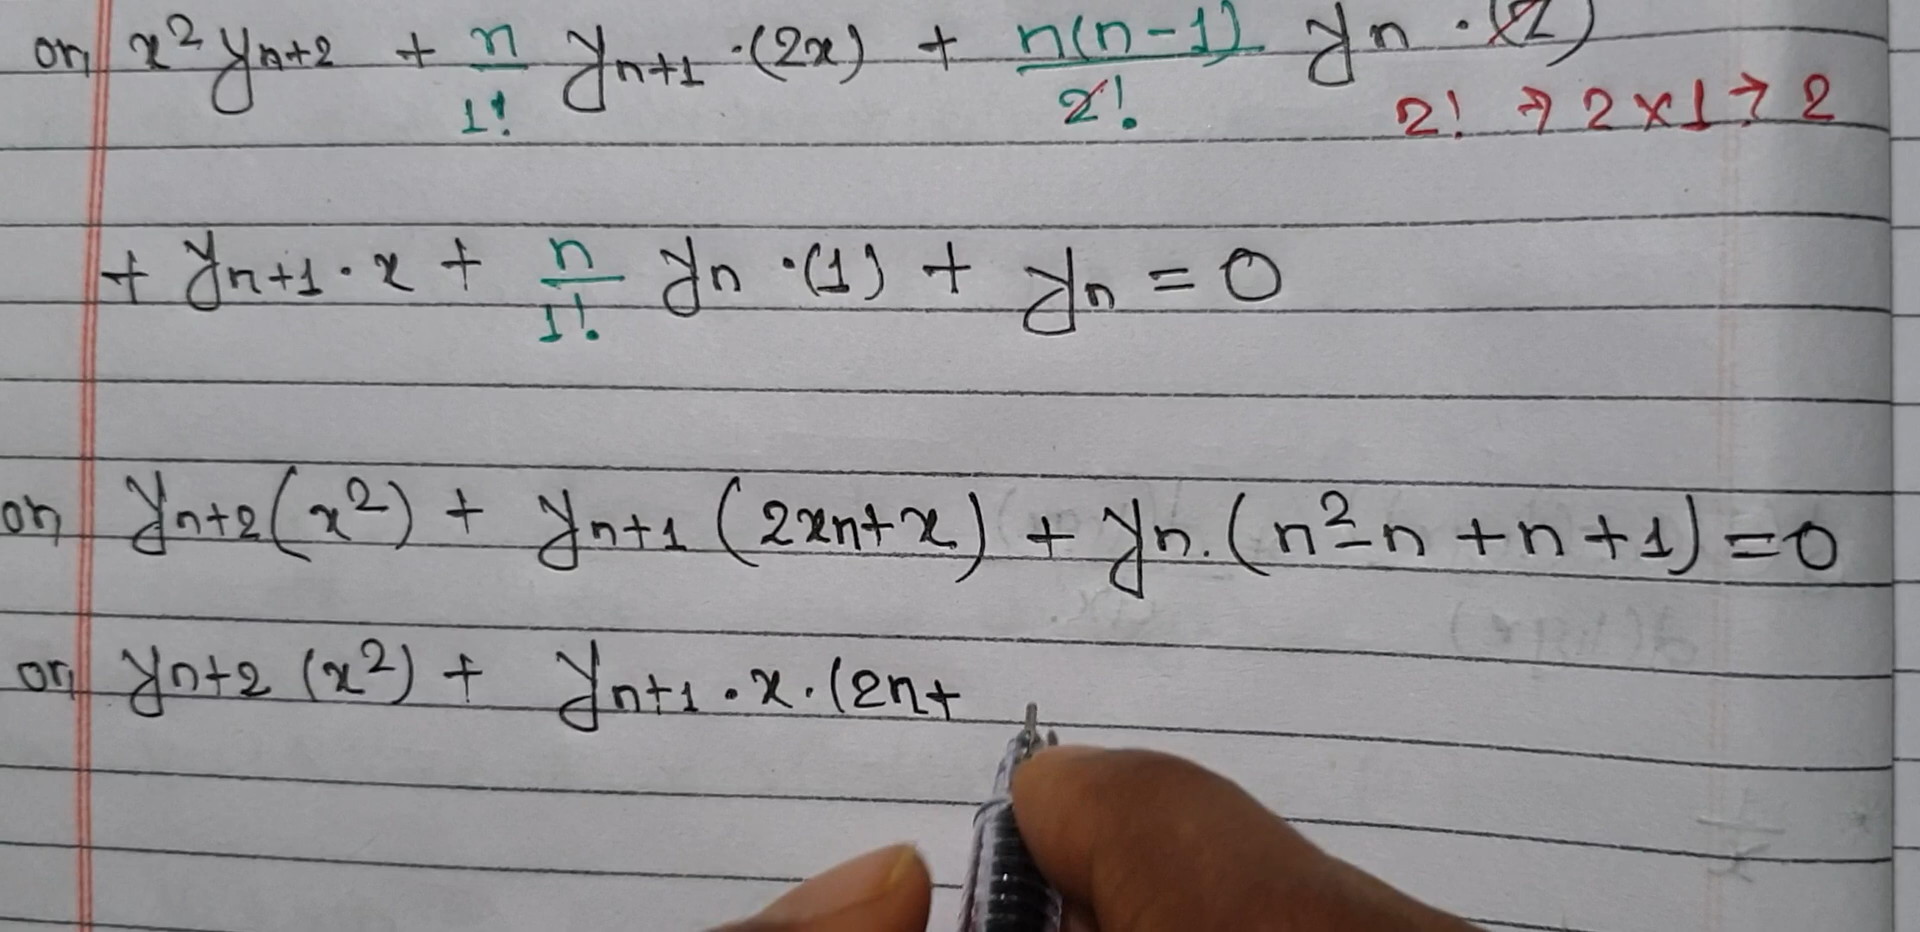 or, x² yn+2 + n/1! yn+1 ·(2x) + n(n-1)/2! yn · (2)
2! → 2×1 → 2
+ yn+1 · x + n/1! yn ·(1) + yn = 0
or, yn+2 (x²) + yn+1 (2xn+x) + yn. (n²-n+n+1) = 0
or, yn+2 (x²) + yn+1 · x · (2n+